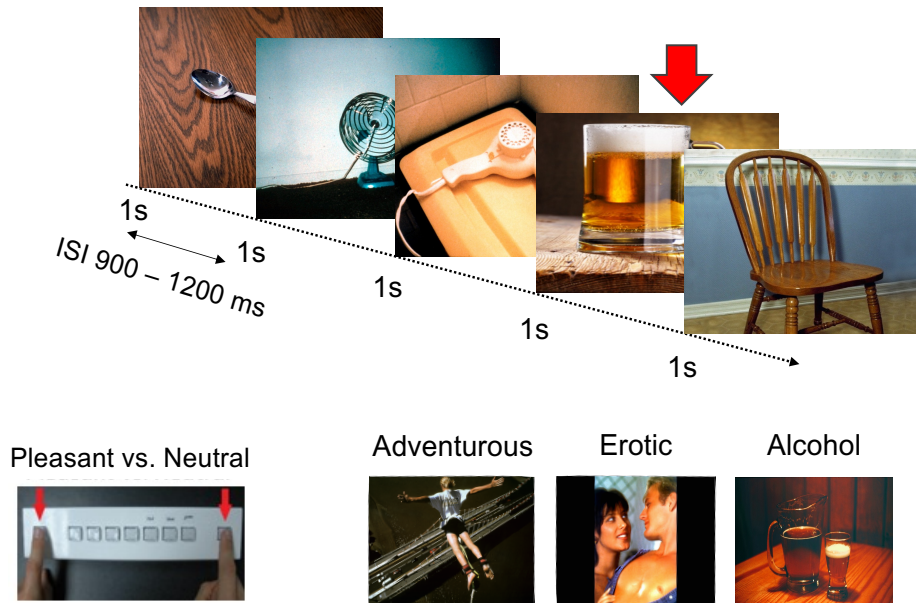 1s
ISI 900 – 1200 ms
1s
1s
1s
1s
Pleasant vs. Neutral
Adventurous
Erotic
Alcohol